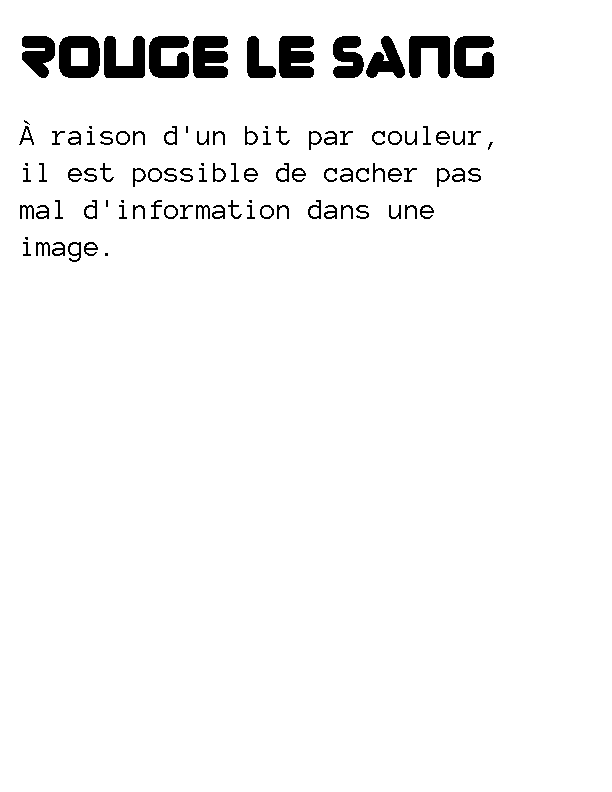 ROUGE LE SANG
À raison d'un bit par couleur,
il est possible de cacher pas
mal d'information dans une
image.